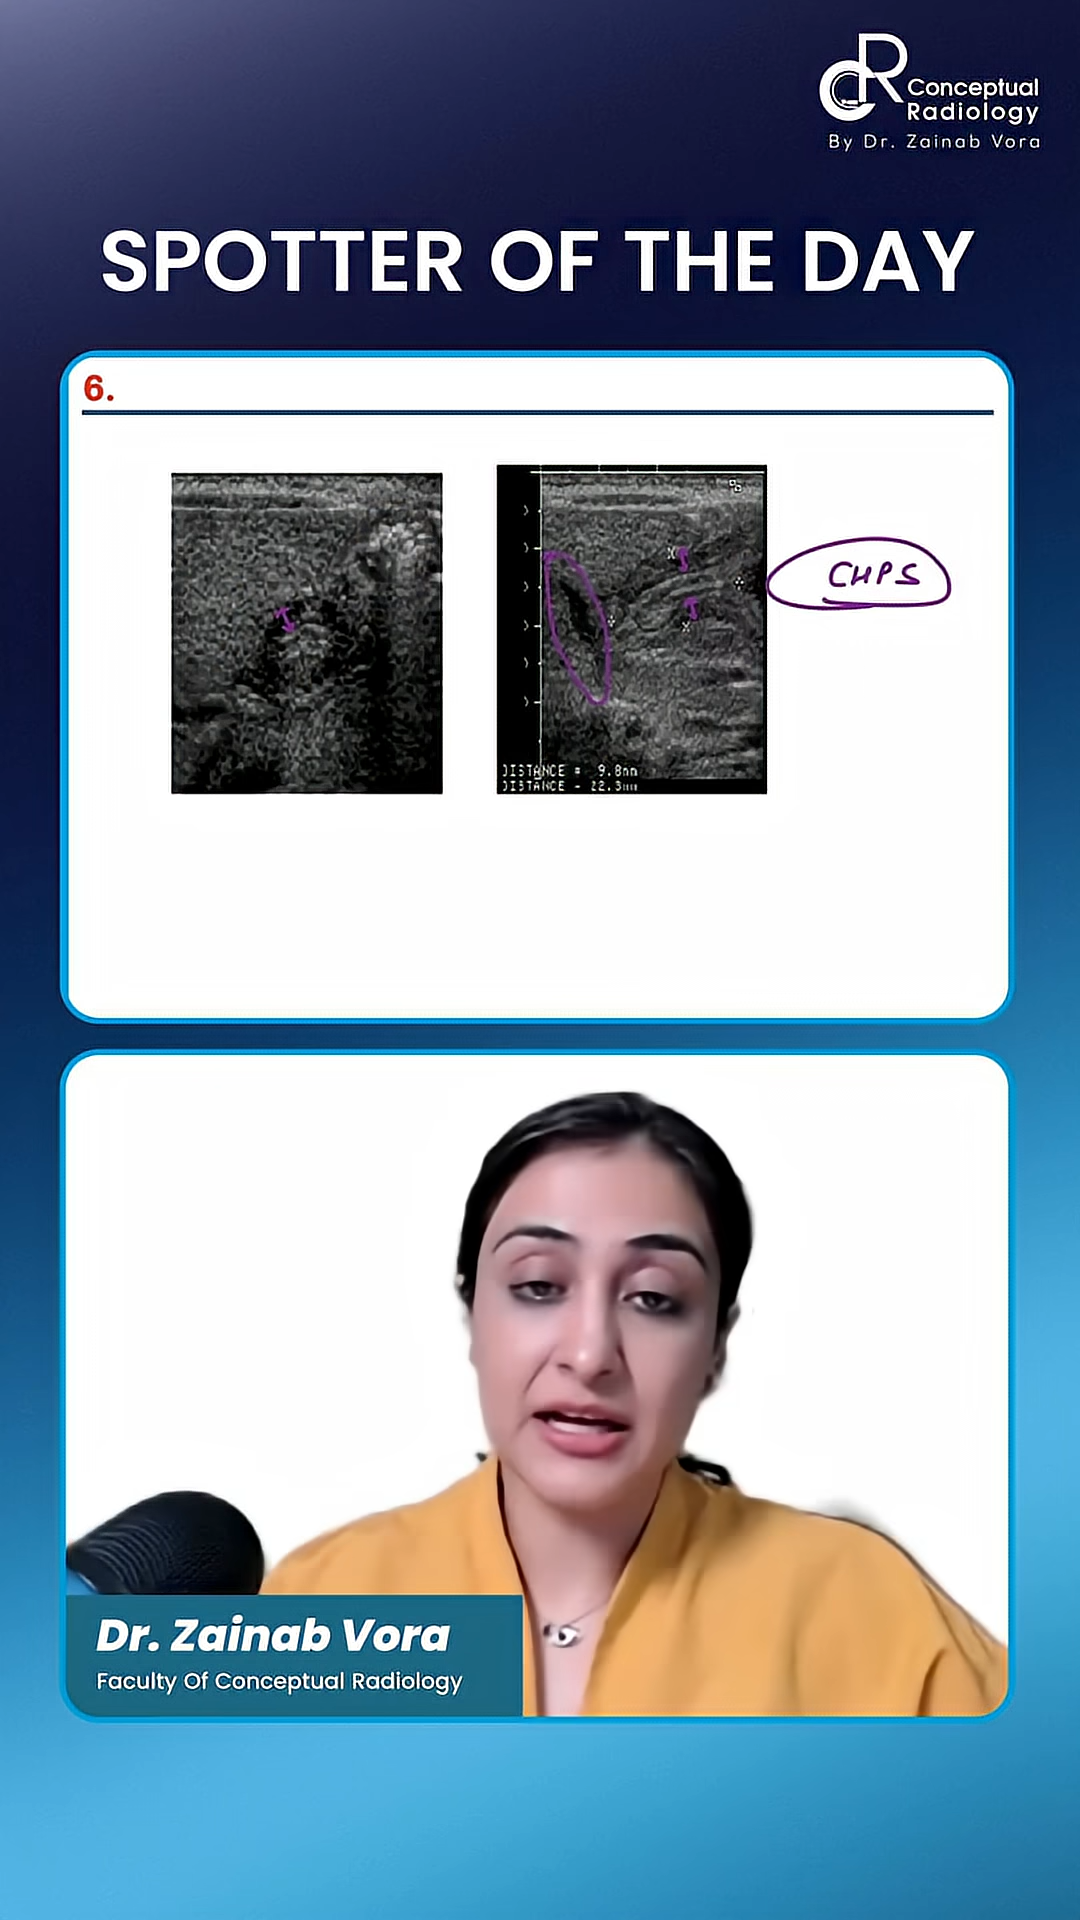 Conceptual
Radiology
By Dr. Zainab Vora
SPOTTER OF THE DAY
6.
CHPS
DISTANCE = 9.8mm
DISTANCE = 22.3mm
Dr. Zainab Vora
Faculty Of Conceptual Radiology